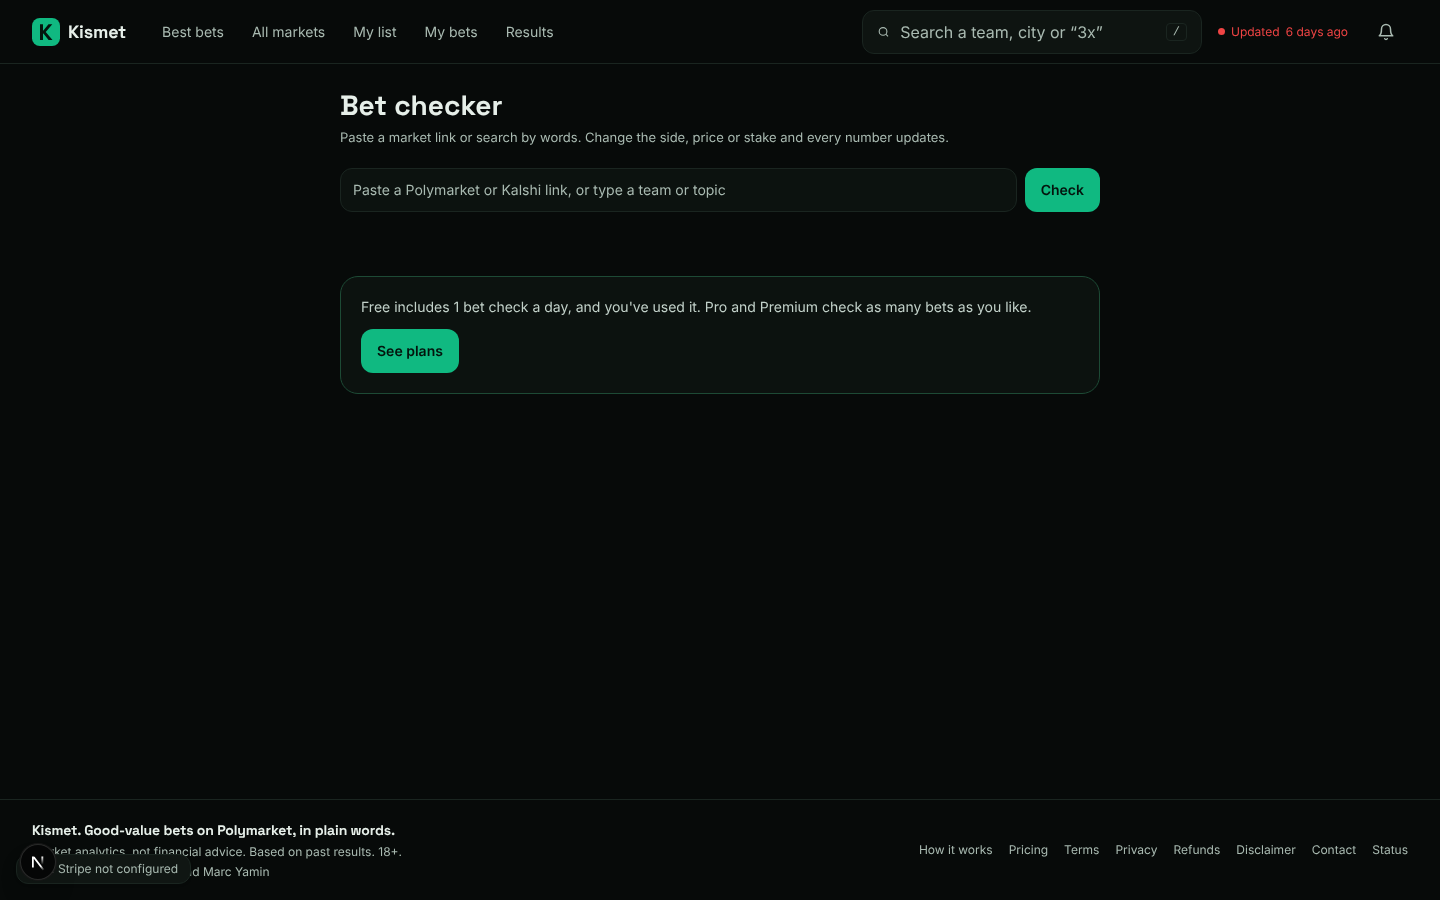 Kismet
Best bets
All markets
My list
My bets
Results
Search a team, city or “3x”
/
Updated 6 days ago
Bet checker
Paste a market link or search by words. Change the side, price or stake and every number updates.
Paste a Polymarket or Kalshi link, or type a team or topic
Check
Free includes 1 bet check a day, and you've used it. Pro and Premium check as many bets as you like.
See plans
Kismet. Good-value bets on Polymarket, in plain words.
analytics, not financial advice. Based on past results. 18+.
Stripe not configured
Marc Yamin
How it works
Pricing
Terms
Privacy
Refunds
Disclaimer
Contact
Status